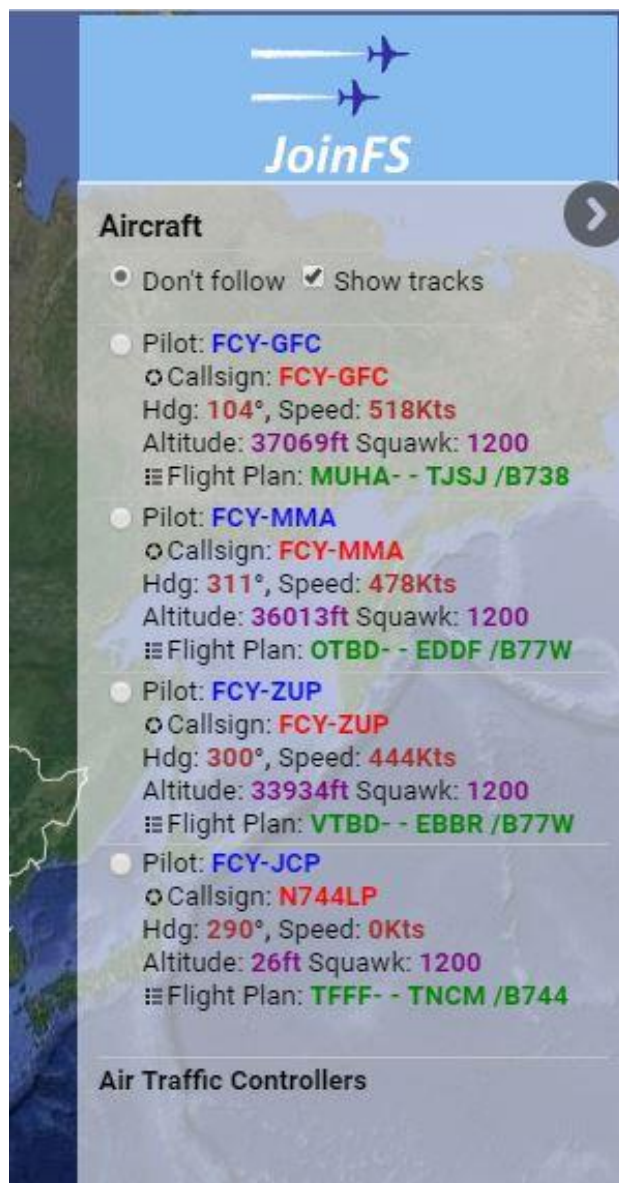 JoinFS
Aircraft
Don't follow Show tracks
Pilot: FCY-GFC
Callsign: FCY-GFC
Hdg: 104°, Speed: 518Kts
Altitude: 37069ft Squawk: 1200
Flight Plan: MUHA- - TJSJ /B738
Pilot: FCY-MMA
Callsign: FCY-MMA
Hdg: 311°, Speed: 478Kts
Altitude: 36013ft Squawk: 1200
Flight Plan: OTBD- - EDDF /B77W
Pilot: FCY-ZUP
Callsign: FCY-ZUP
Hdg: 300°, Speed: 444Kts
Altitude: 33934ft Squawk: 1200
Flight Plan: VTBD- - EBBR /B77W
Pilot: FCY-JCP
Callsign: N744LP
Hdg: 290°, Speed: 0Kts
Altitude: 26ft Squawk: 1200
Flight Plan: TFFF- - TNCM /B744
Air Traffic Controllers